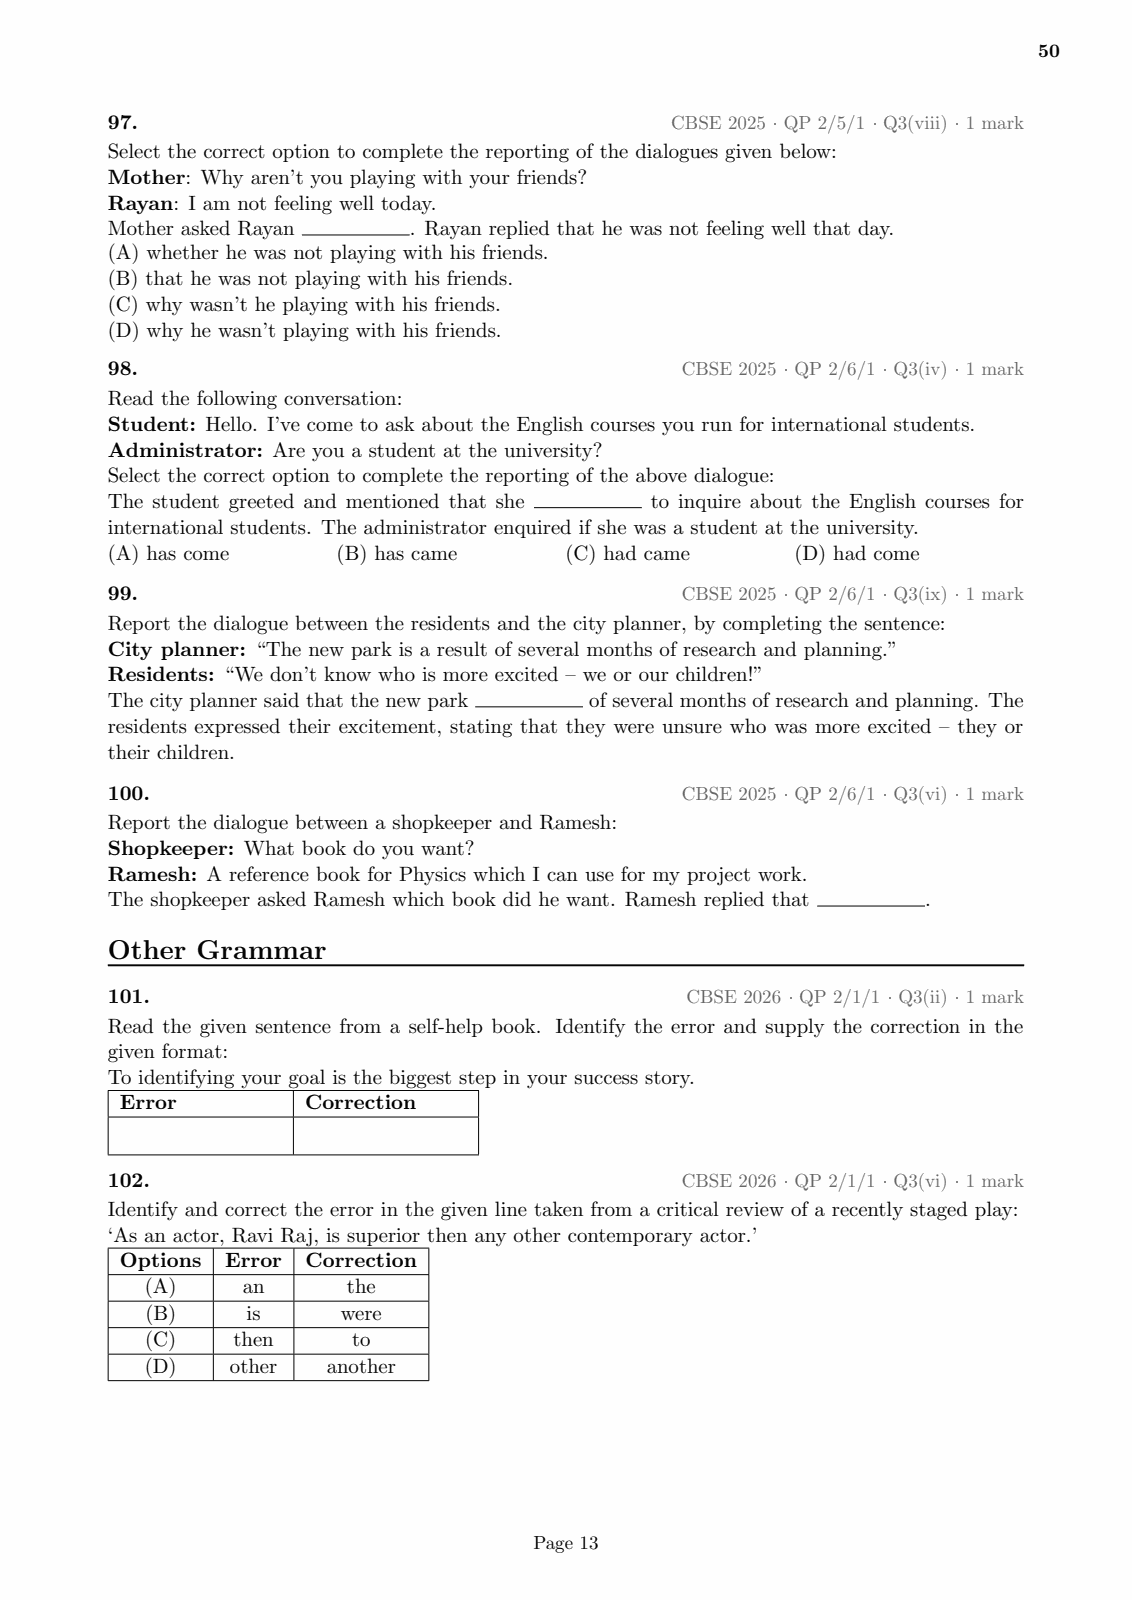 50
97. CBSE 2025 · QP 2/5/1 · Q3(viii) · 1 mark
Select the correct option to complete the reporting of the dialogues given below:
Mother: Why aren't you playing with your friends?
Rayan: I am not feeling well today.
Mother asked Rayan __________. Rayan replied that he was not feeling well that day.
(A) whether he was not playing with his friends.
(B) that he was not playing with his friends.
(C) why wasn't he playing with his friends.
(D) why he wasn't playing with his friends.
98. CBSE 2025 · QP 2/6/1 · Q3(iv) · 1 mark
Read the following conversation:
Student: Hello. I've come to ask about the English courses you run for international students.
Administrator: Are you a student at the university?
Select the correct option to complete the reporting of the above dialogue:
The student greeted and mentioned that she __________ to inquire about the English courses for
international students. The administrator enquired if she was a student at the university.
(A) has come (B) has came (C) had came (D) had come
99. CBSE 2025 · QP 2/6/1 · Q3(ix) · 1 mark
Report the dialogue between the residents and the city planner, by completing the sentence:
City planner: “The new park is a result of several months of research and planning.”
Residents: “We don't know who is more excited – we or our children!”
The city planner said that the new park __________ of several months of research and planning. The
residents expressed their excitement, stating that they were unsure who was more excited – they or
their children.
100. CBSE 2025 · QP 2/6/1 · Q3(vi) · 1 mark
Report the dialogue between a shopkeeper and Ramesh:
Shopkeeper: What book do you want?
Ramesh: A reference book for Physics which I can use for my project work.
The shopkeeper asked Ramesh which book did he want. Ramesh replied that __________.
Other Grammar
101. CBSE 2026 · QP 2/1/1 · Q3(ii) · 1 mark
Read the given sentence from a self-help book. Identify the error and supply the correction in the
given format:
To identifying your goal is the biggest step in your success story.
Error Correction
102. CBSE 2026 · QP 2/1/1 · Q3(vi) · 1 mark
Identify and correct the error in the given line taken from a critical review of a recently staged play:
‘As an actor, Ravi Raj, is superior then any other contemporary actor.’
Options Error Correction
(A) an the
(B) is were
(C) then to
(D) other another
Page 13